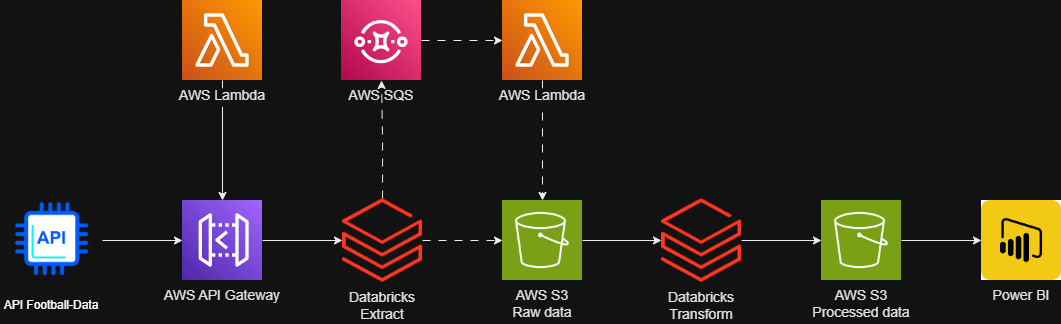 AWS Lambda
AWS SQS
AWS Lambda
API
API Football-Data
AWS API Gateway
Databricks
Extract
AWS S3
Raw data
Databricks
Transform
AWS S3
Processed data
Power BI